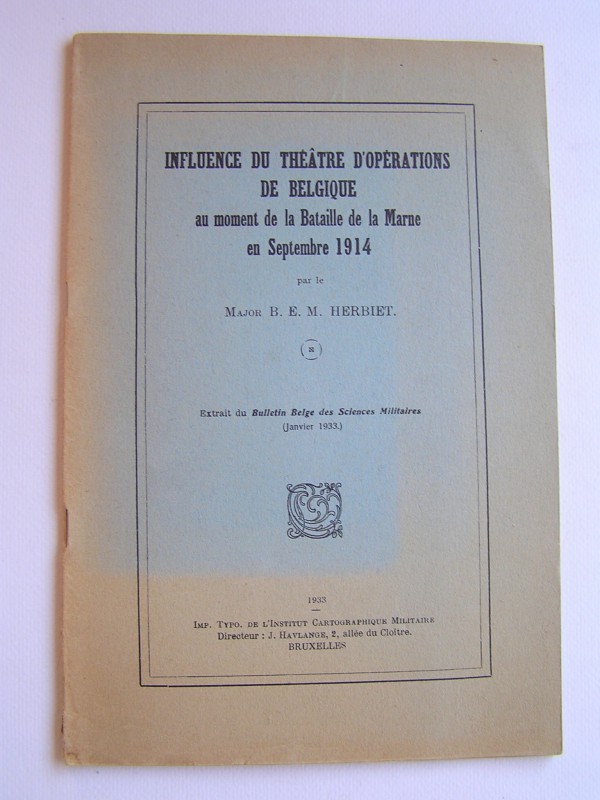 INFLUENCE DU THÉÂTRE D'OPÉRATIONS
DE BELGIQUE
au moment de la Bataille de la Marne
en Septembre 1914
par le
MAJOR B. E. M. HERBIET.
Extrait du Bulletin Belge des Sciences Militaires
(Janvier 1933.)
1933
IMP. TYPO. DE L'INSTITUT CARTOGRAPHIQUE MILITAIRE
Directeur : J. HAVLANGE, 2, allée du Cloître.
BRUXELLES